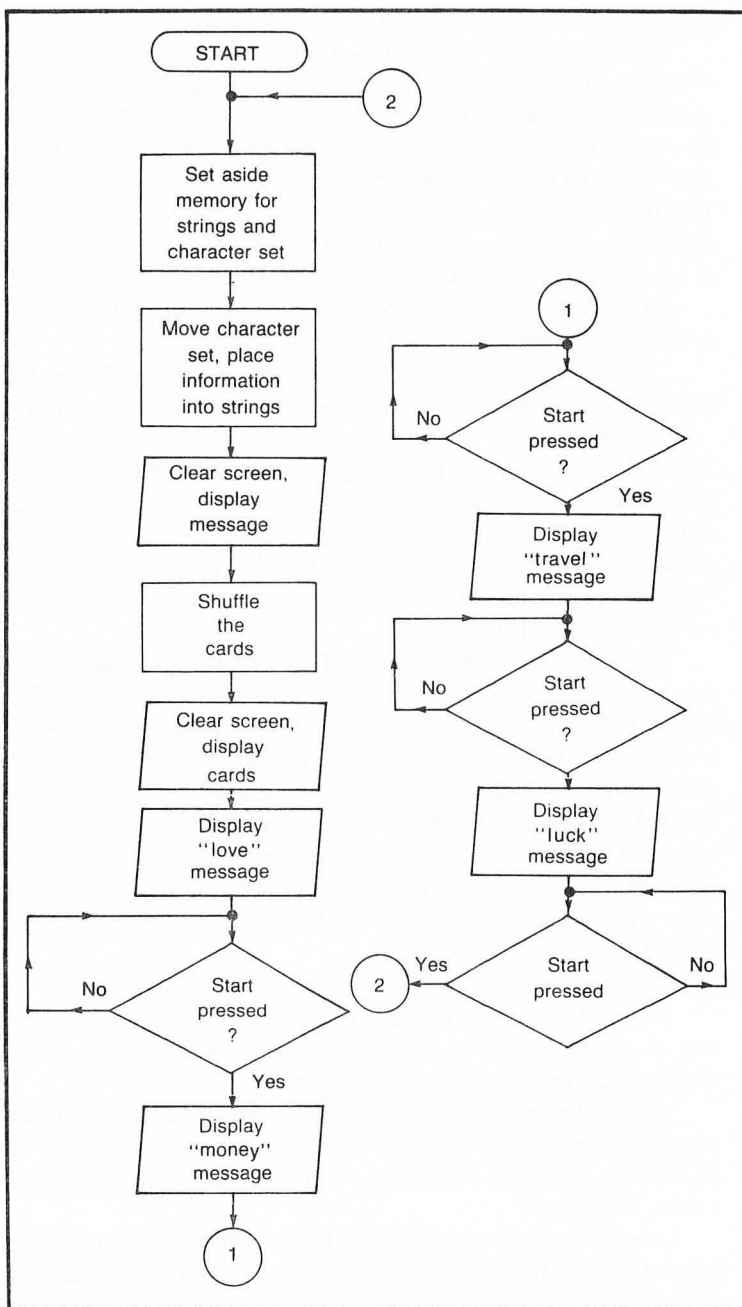 START
2
Set aside
memory for
strings and
character set
Move character
set, place
information
into strings
Clear screen,
display
message
Shuffle
the
cards
Clear screen,
display
cards
Display
"love"
message
No
Start
pressed
?
Yes
Display
"money"
message
1
1
No
Start
pressed
?
Yes
Display
"travel"
message
No
Start
pressed
?
Display
"luck"
message
Yes
2
Start
pressed
No